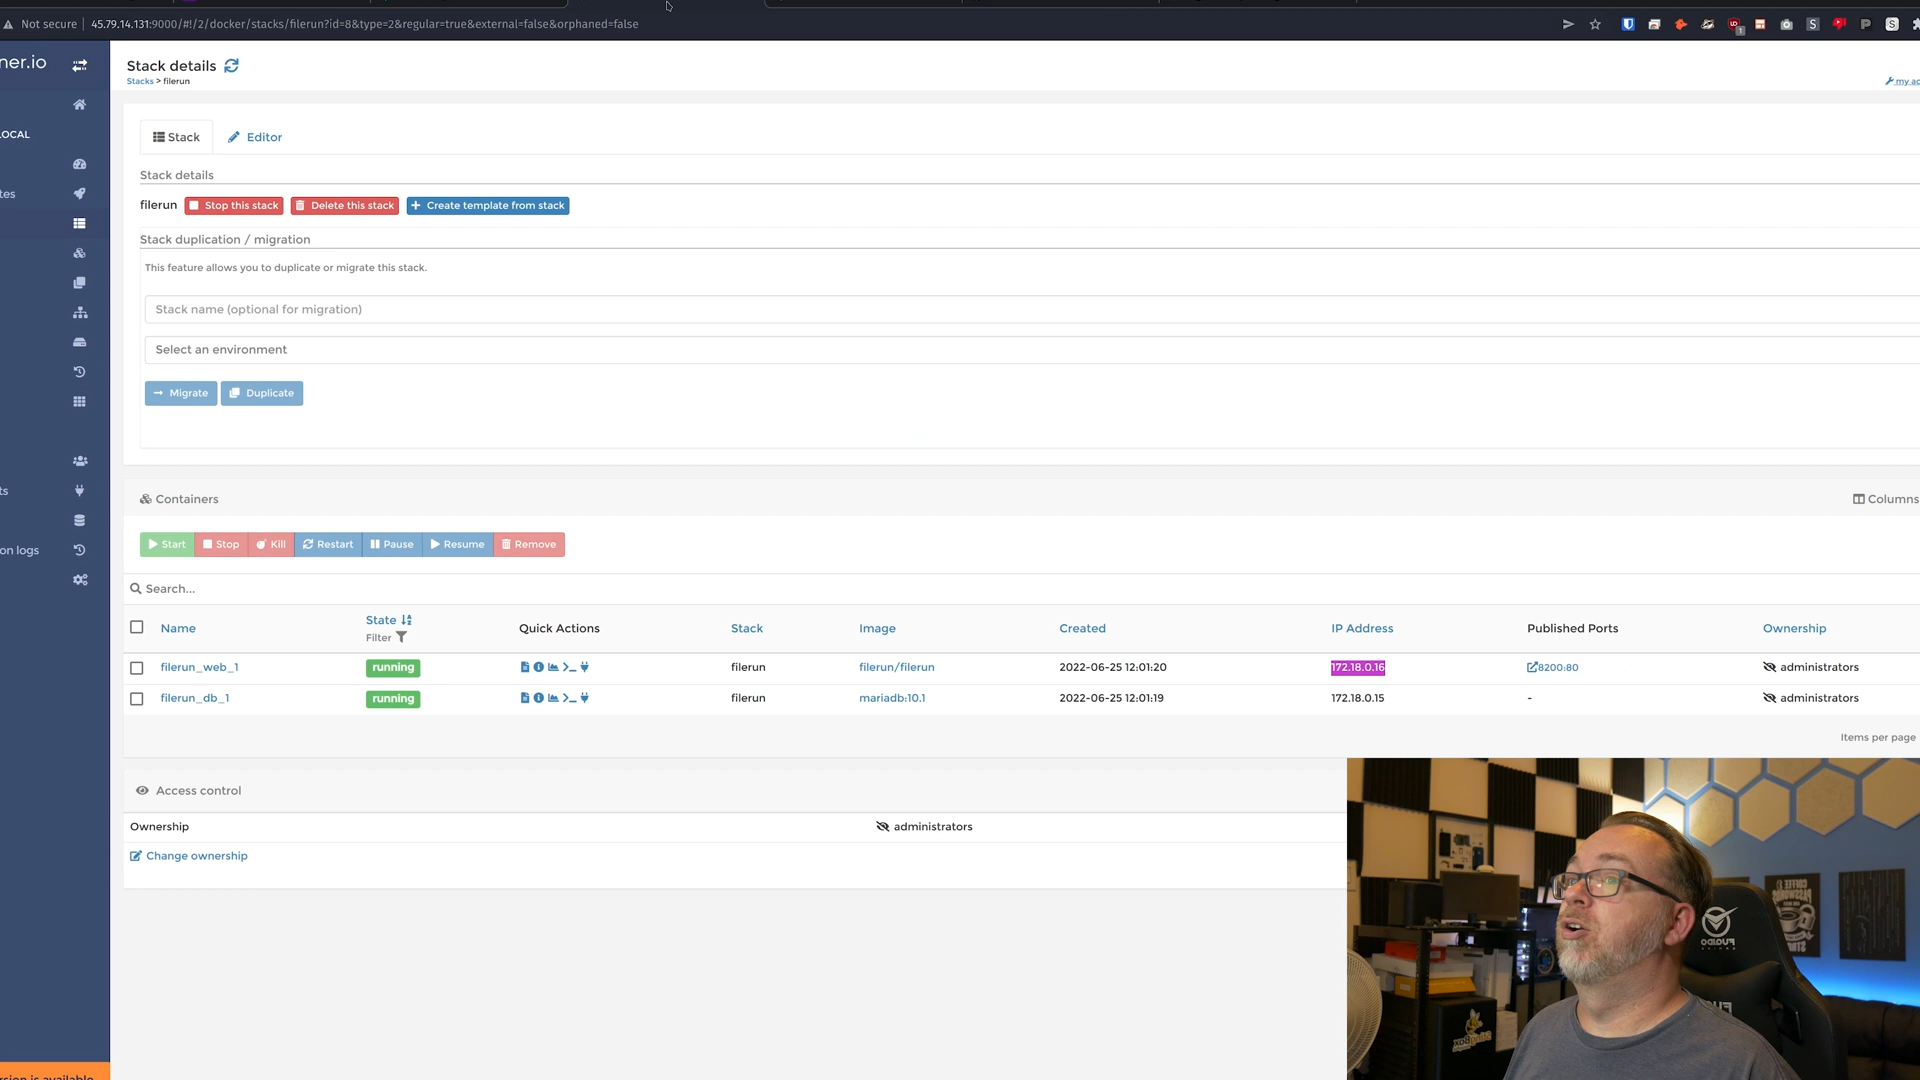 Not secure
45.79.14.131:9000/#!/2/docker/stacks/filerun?id=8&type=2&regular=true&external=false&orphaned=false
ner.io
Stack details
Stacks > filerun
my ac
OCAL
tes
ts
on logs
rsion is available
Stack
Editor
Stack details
filerun
Stop this stack
Delete this stack
Create template from stack
Stack duplication / migration
This feature allows you to duplicate or migrate this stack.
Stack name (optional for migration)
Select an environment
Migrate
Duplicate
Containers
Columns
Start
Stop
Kill
Restart
Pause
Resume
Remove
Search...
Name
State
Filter
Quick Actions
Stack
Image
Created
IP Address
Published Ports
Ownership
filerun_web_1
running
filerun
filerun/filerun
2022-06-25 12:01:20
172.18.0.16
8200:80
administrators
filerun_db_1
running
filerun
mariadb:10.1
2022-06-25 12:01:19
172.18.0.15
-
administrators
Items per page
Access control
Ownership
administrators
Change ownership
COFFEE